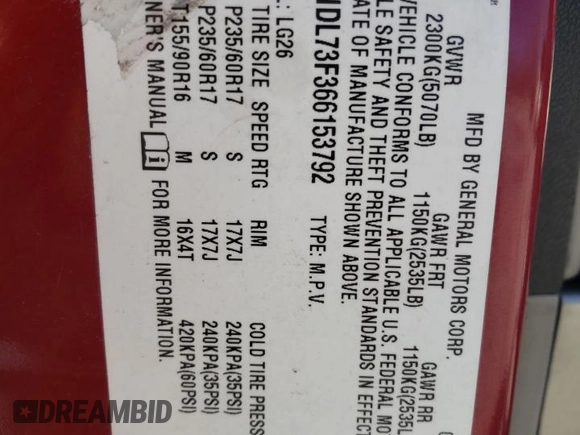 MFD BY GENERAL MOTORS CORP.
GVWR GAWR FRT GAWR RR
2300KG(5070LB) 1150KG(2535LB) 1150KG(2535L
VEHICLE CONFORMS TO ALL APPLICABLE U.S. FEDERAL MO
LE SAFETY AND THEFT PREVENTION STANDARDS IN EFFECT
ATE OF MANUFACTURE SHOWN ABOVE.
DL73F366153792 TYPE: M.P.V.
.: LG26
TIRE SIZE SPEED RTG RIM COLD TIRE PRESS
P235/60R17 S 17X7J 240KPA(35PSI)
P235/60R17 S 17X7J 240KPA(35PSI)
T155/90R16 M 16X4T 420KPA(60PSI)
NER'S MANUAL FOR MORE INFORMATION.
DREAMBID